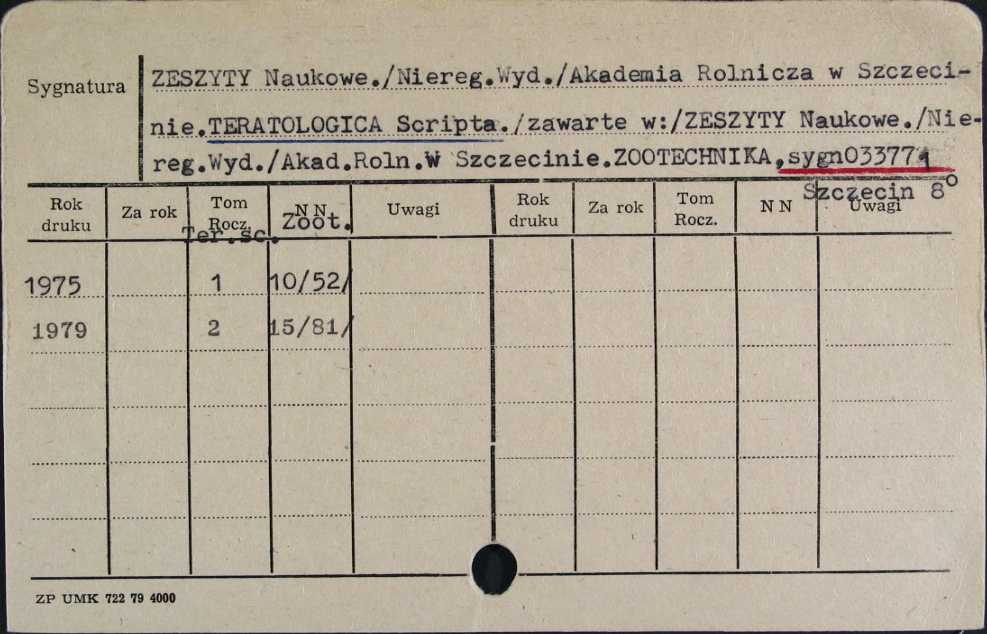 Sygnatura
ZESZYTY Naukowe./Niereg.Wyd./Akademia Rolnicza w Szczeci-
nie.TERATOLOGICA Scripta./zawarte w:/ZESZYTY Naukowe./Nie-
reg.Wyd./Akad.Roln.W Szczecinie.ZOOTECHNIKA,sygn033771
Szczecin 8°
Rok druku Za rok Tom Rocz. N N Uwagi Rok druku Za rok Tom Rocz. N N Uwagi
Ter.sc. Zoot.
1975 1 10/52/
1979 2 15/81/
ZP UMK 722 79 4000